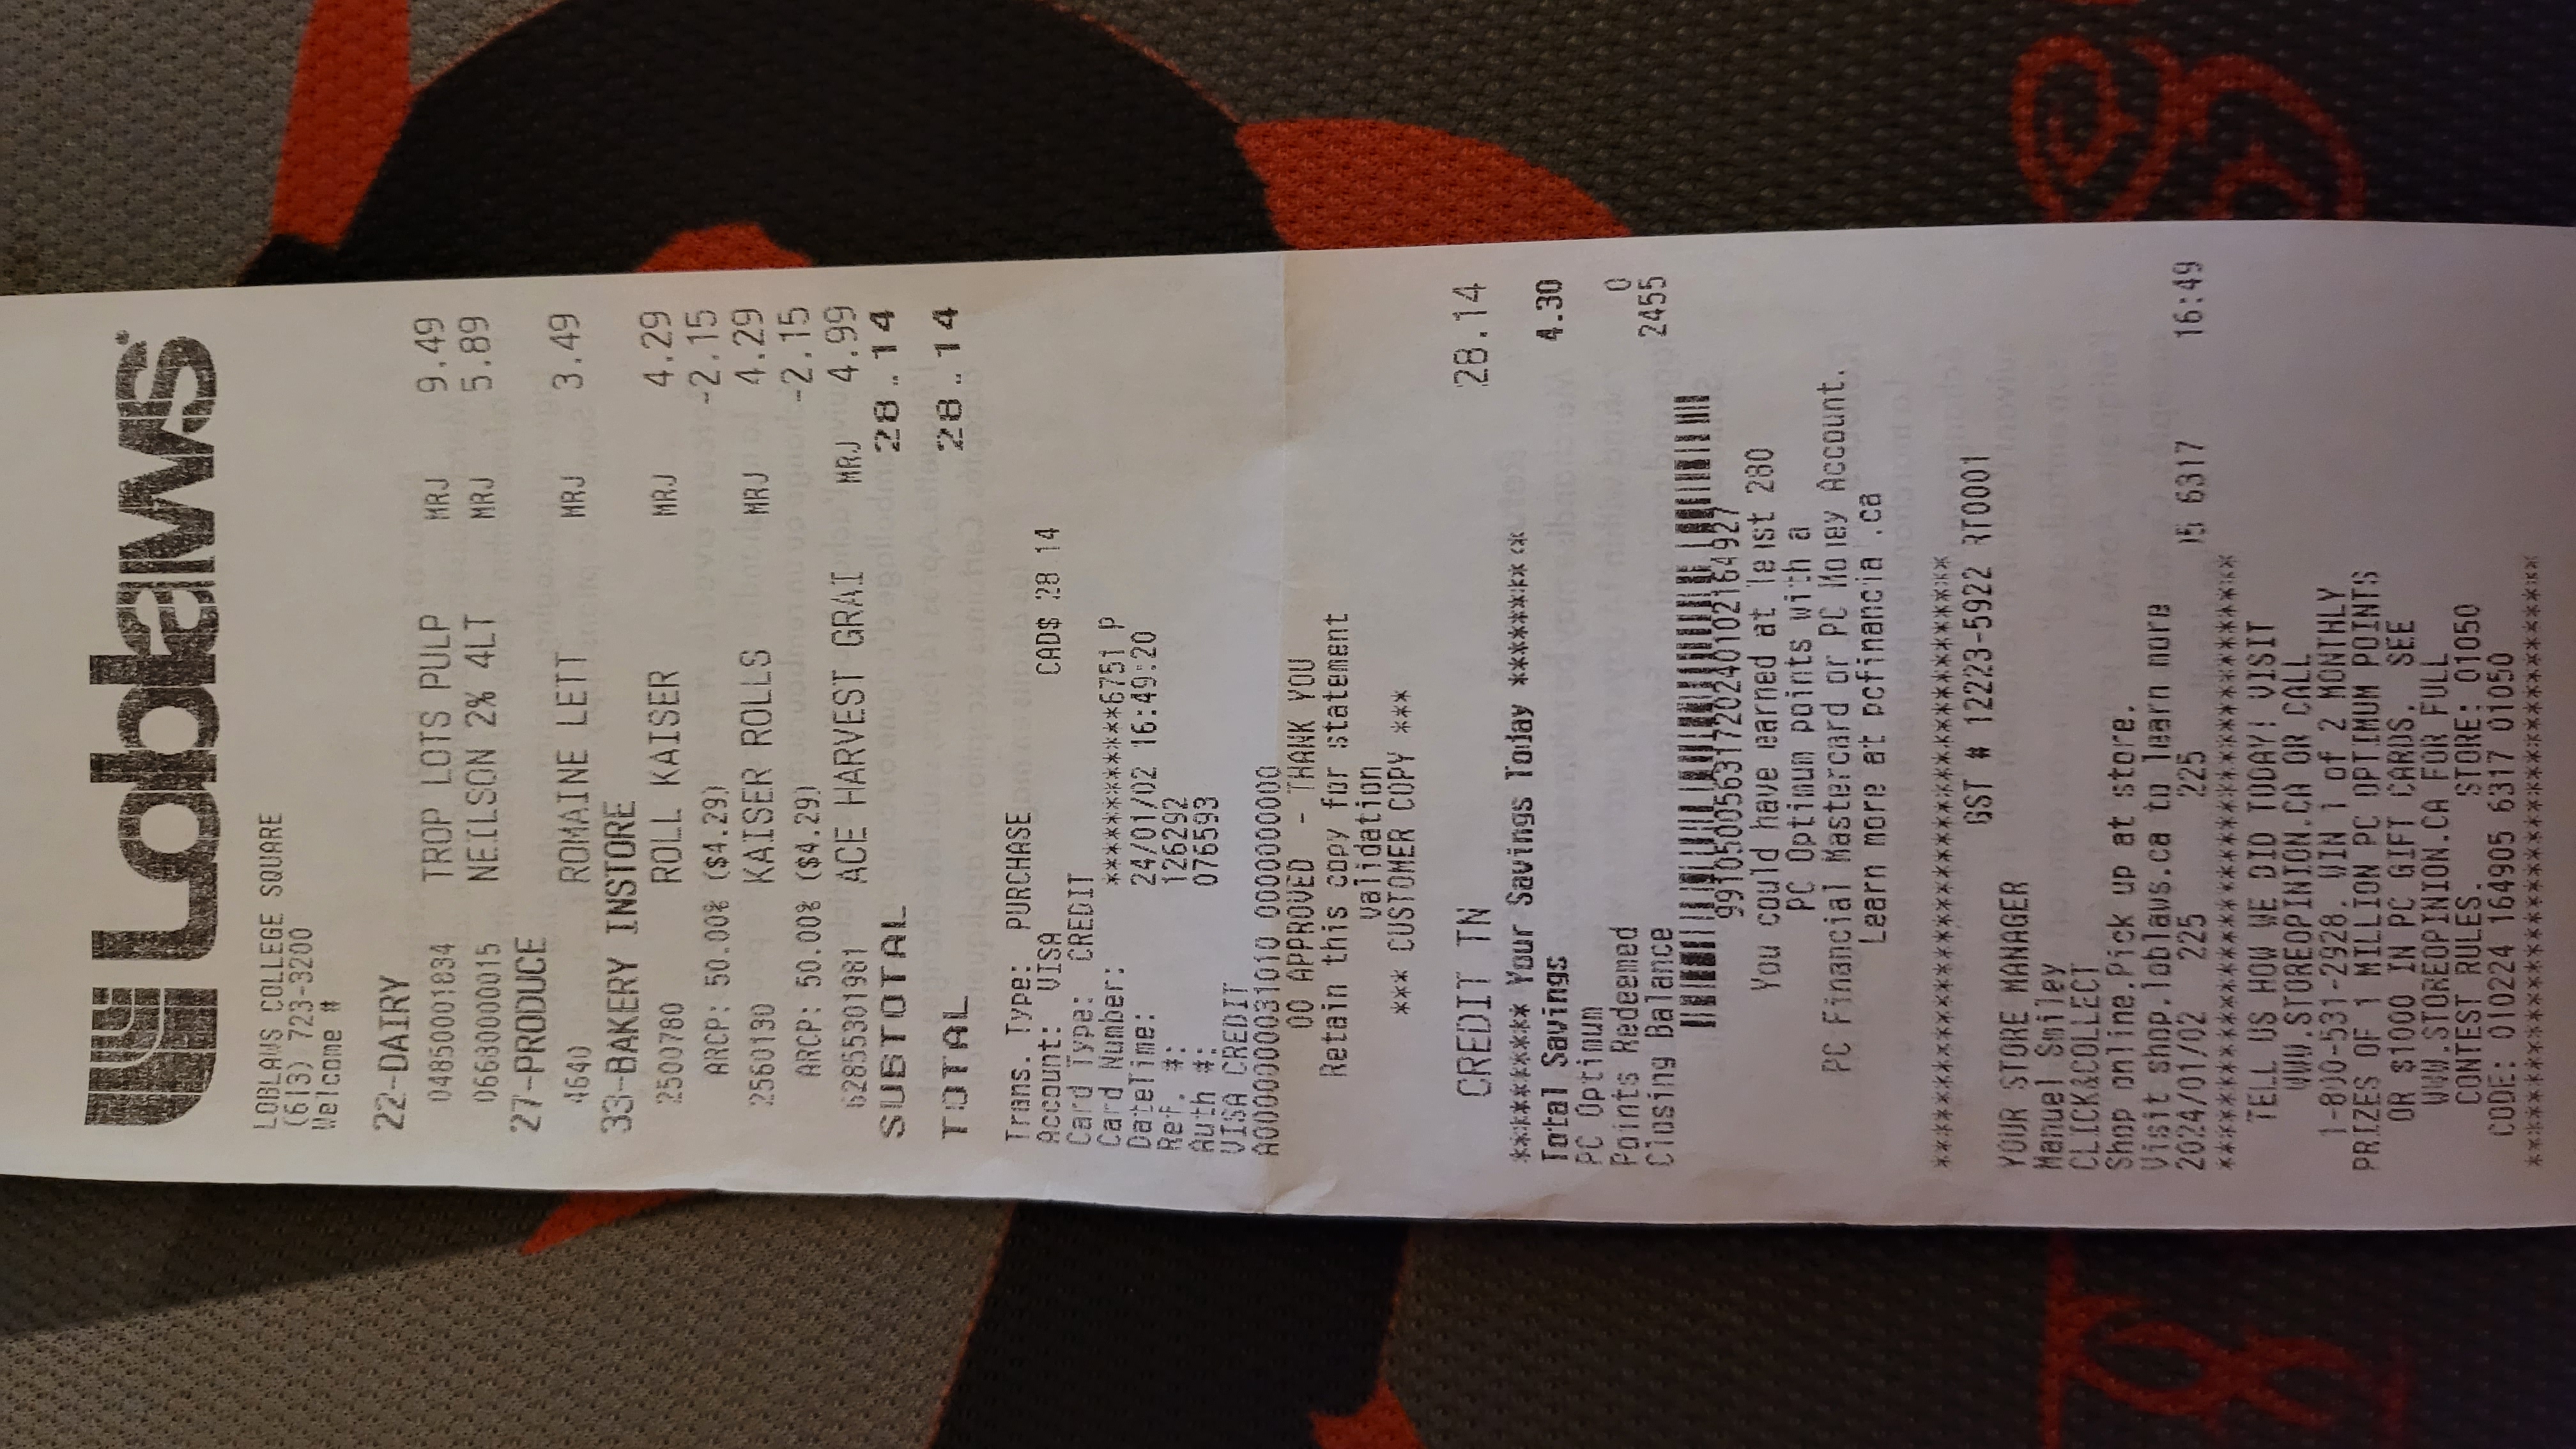 Loblaws
LOBLAWS COLLEGE SQUARE
(613) 723-3200
Welcome #
22-DAIRY
04850001834 TROP LOTS PULP MRJ 9.49
06680000015 NEILSON 2% 4LT MRJ 5.89
27-PRODUCE
4640 ROMAINE LETT MRJ 3.49
33-BAKERY INSTORE
2500780 ROLL KAISER MRJ 4.29
ARCP: 50.00% ($4.29) -2.15
2560130 KAISER ROLLS MRJ 4.29
ARCP: 50.00% ($4.29) -2.15
62855301981 ACE HARVEST GRAI MRJ 4.99
SUBTOTAL 28.14
TOTAL 28.14
Trans. Type: PURCHASE
Account: VISA CAD$ 28 14
Card Type: CREDIT
Card Number: ************6751 P
DateTime: 24/01/02 16:49:20
Ref. #: 126292
Auth #: 076593
VISA CREDIT
A0000000031010 0000000000
00 APPROVED - THANK YOU
Retain this copy for statement
validation
*** CUSTOMER COPY ***
CREDIT TN 28.14
********** Your Savings Today **********
Total Savings 4.30
PC Optimum
Points Redeemed 0
Closing Balance 2455
99105005631720240102164927
You could have earned at least 280
PC Optimum points with a
PC Financial Mastercard or PC Money Account.
Learn more at pcfinancia .ca
**************************************
GST # 12223-5922 RT0001
YOUR STORE MANAGER
Manuel Smiley
CLICK&COLLECT
Shop online.Pick up at store.
Visit shop.loblaws.ca to learn more
2024/01/02 225 225 05 6317 16:49
**************************************
TELL US HOW WE DID TODAY! VISIT
WWW.STOREOPINION.CA OR CALL
1-800-531-2928. WIN 1 of 2 MONTHLY
PRIZES OF 1 MILLION PC OPTIMUM POINTS
OR $1000 IN PC GIFT CARDS. SEE
WWW.STOREOPINION.CA FOR FULL
CONTEST RULES. STORE: 01050
CODE: 010224 164905 6317 01050
**************************************